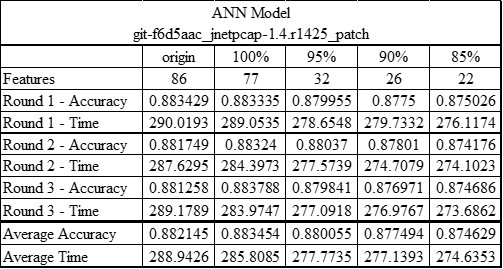 ANN Model
git-f6d5aac_jnetpcap-1.4.r1425_patch
origin 100% 95% 90% 85%
Features 86 77 32 26 22
Round 1 - Accuracy 0.883429 0.883335 0.879955 0.8775 0.875026
Round 1 - Time 290.0193 289.0535 278.6548 279.7332 276.1174
Round 2 - Accuracy 0.881749 0.88324 0.88037 0.87801 0.874176
Round 2 - Time 287.6295 284.3973 277.5739 274.7079 274.1023
Round 3 - Accuracy 0.881258 0.883788 0.879841 0.876971 0.874686
Round 3 - Time 289.1789 283.9747 277.0918 276.9767 273.6862
Average Accuracy 0.882145 0.883454 0.880055 0.877494 0.874629
Average Time 288.9426 285.8085 277.7735 277.1393 274.6353